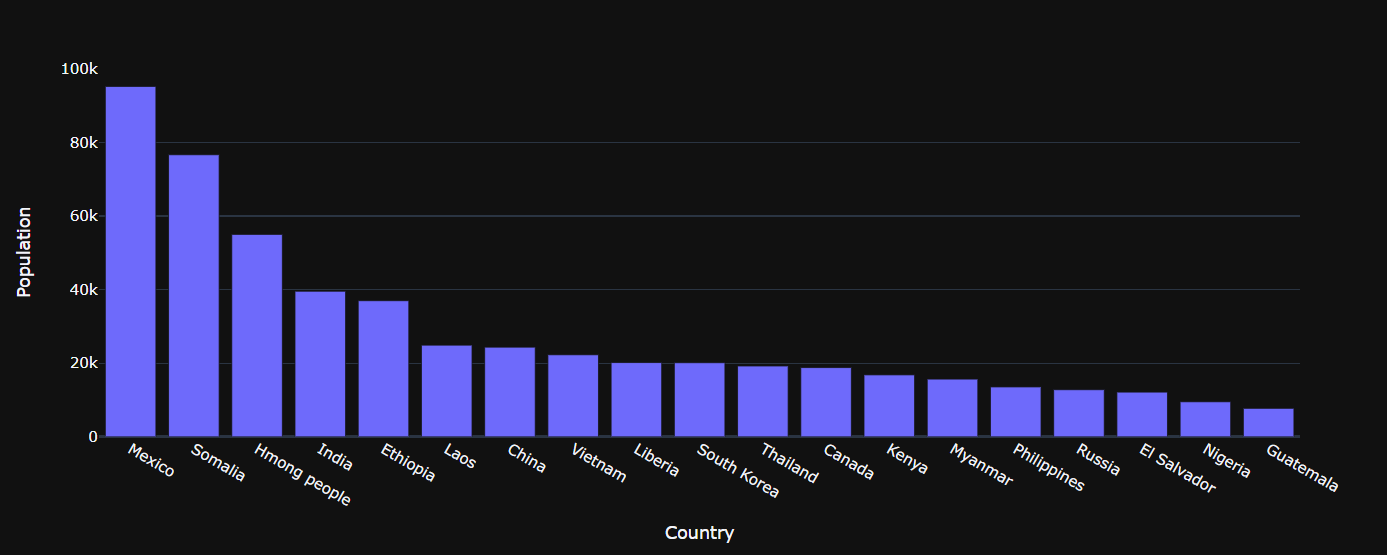 100k
80k
60k
40k
20k
0
Population
Mexico
Somalia
Hmong people
India
Ethiopia
Laos
China
Vietnam
Liberia
South Korea
Thailand
Canada
Kenya
Myanmar
Philippines
Russia
El Salvador
Nigeria
Guatemala
Country